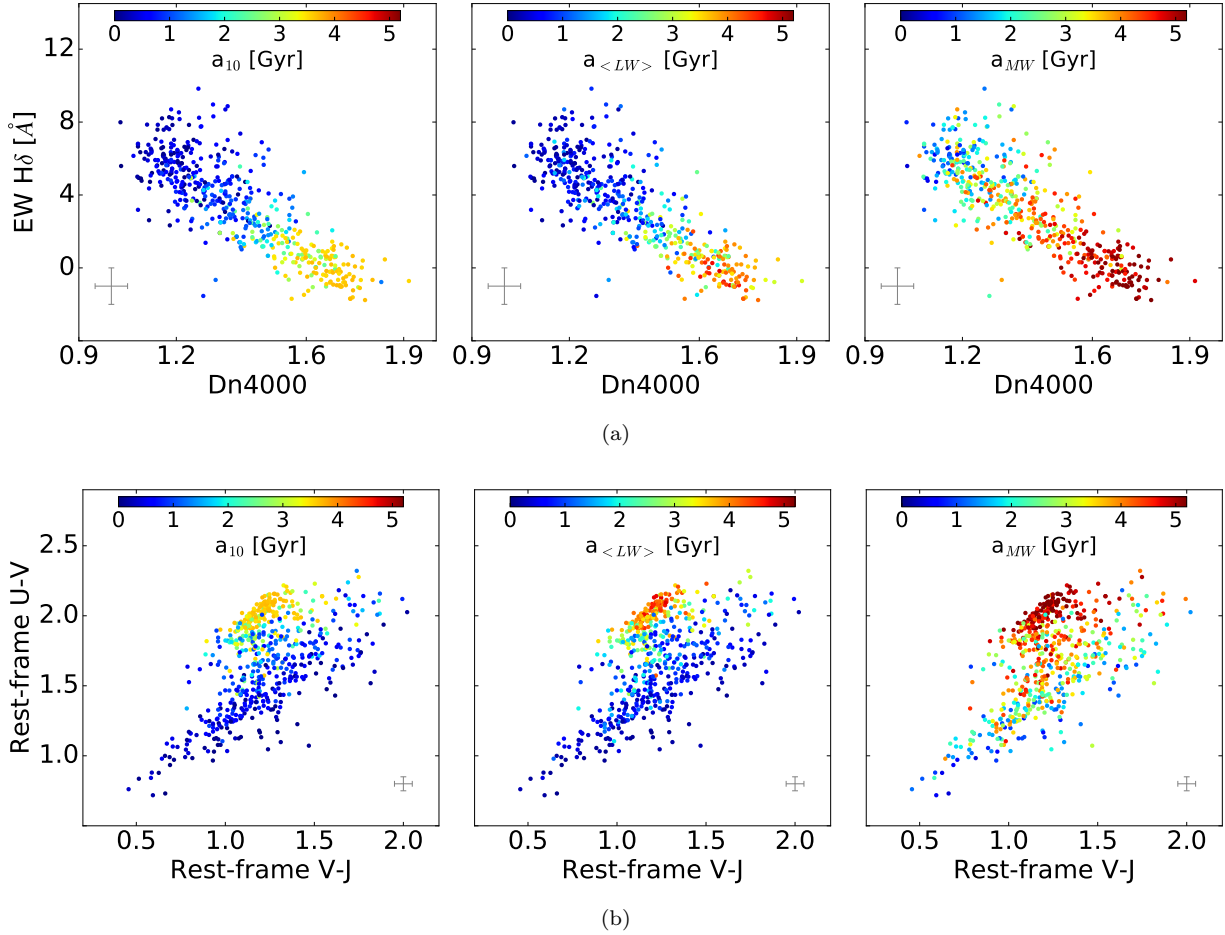 0 1 2 3 4 5 0 1 2 3 4 5 0 1 2 3 4 5
a₁₀ [Gyr] a_<LW> [Gyr] a_MW [Gyr]
12
8
4
0
EW Hδ [Å]
0.9 1.2 1.6 1.9 0.9 1.2 1.6 1.9 0.9 1.2 1.6 1.9
Dn4000 Dn4000 Dn4000
(a)
0 1 2 3 4 5 0 1 2 3 4 5 0 1 2 3 4 5
a₁₀ [Gyr] a_<LW> [Gyr] a_MW [Gyr]
2.5
2.0
1.5
1.0
Rest-frame U-V
0.5 1.0 1.5 2.0 0.5 1.0 1.5 2.0 0.5 1.0 1.5 2.0
Rest-frame V-J Rest-frame V-J Rest-frame V-J
(b)